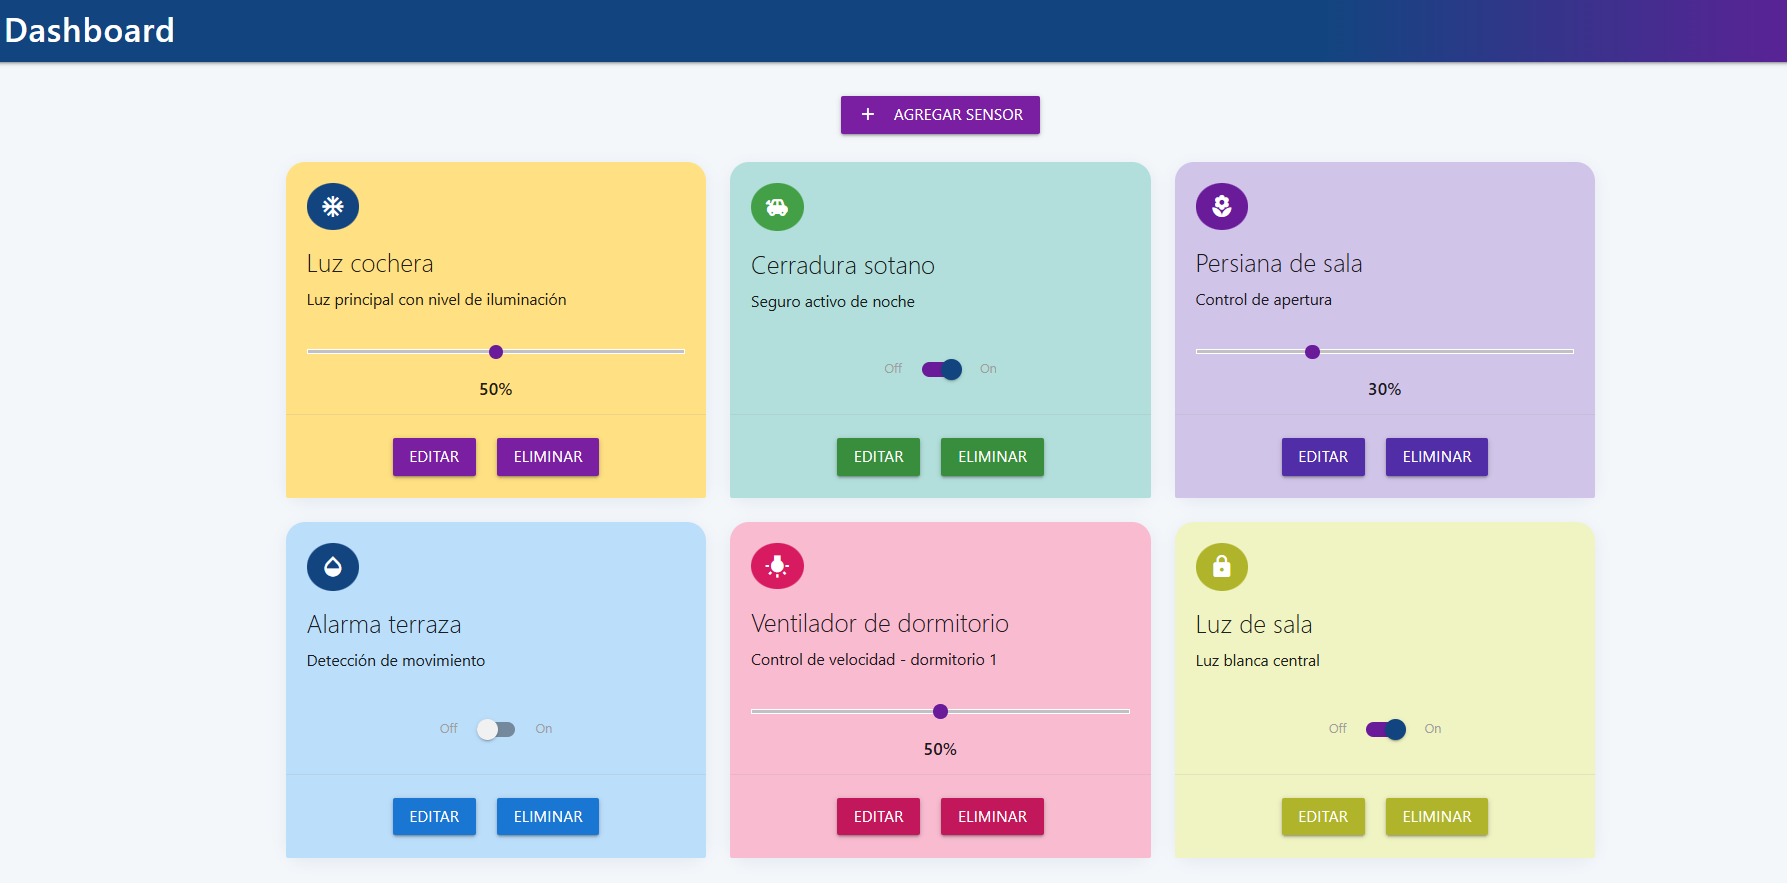 Dashboard
+ AGREGAR SENSOR
Luz cochera
Luz principal con nivel de iluminación
50%
EDITAR ELIMINAR
Cerradura sotano
Seguro activo de noche
Off On
EDITAR ELIMINAR
Persiana de sala
Control de apertura
30%
EDITAR ELIMINAR
Alarma terraza
Detección de movimiento
Off On
EDITAR ELIMINAR
Ventilador de dormitorio
Control de velocidad - dormitorio 1
50%
EDITAR ELIMINAR
Luz de sala
Luz blanca central
Off On
EDITAR ELIMINAR